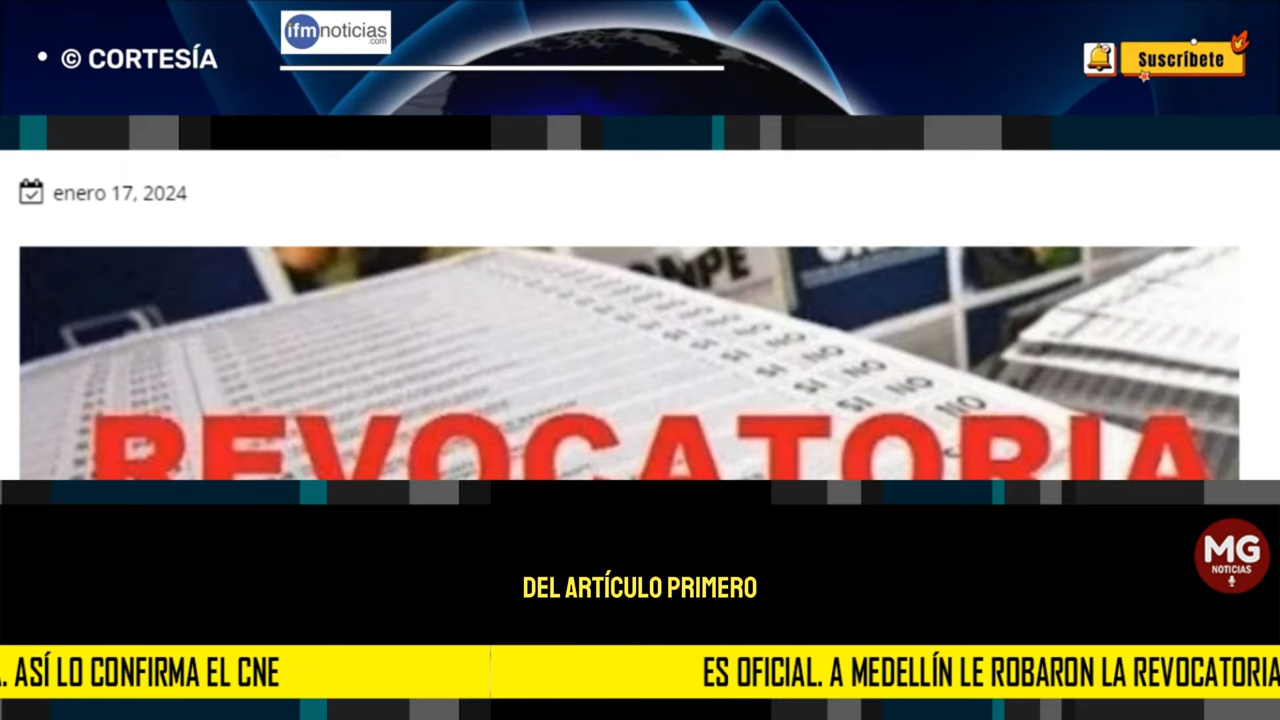 © CORTESÍA
ifmnoticias
.com
Suscríbete
enero 17, 2024
SI NO
SI NO
SI NO
NO
REVOCATORIA
MG
NOTICIAS
DEL ARTÍCULO PRIMERO
. ASÍ LO CONFIRMA EL CNE
ES OFICIAL. A MEDELLÍN LE ROBARON LA REVOCATORIA